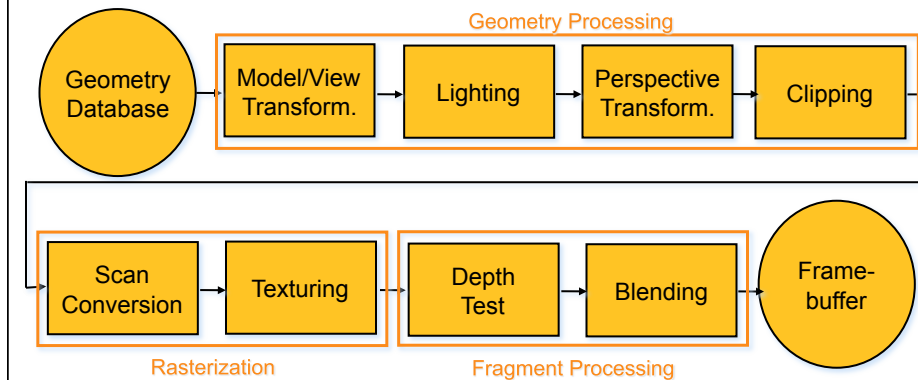 Geometry Processing
Geometry
Database
Model/View
Transform.
Lighting
Perspective
Transform.
Clipping
Scan
Conversion
Texturing
Depth
Test
Blending
Frame-
buffer
Rasterization
Fragment Processing